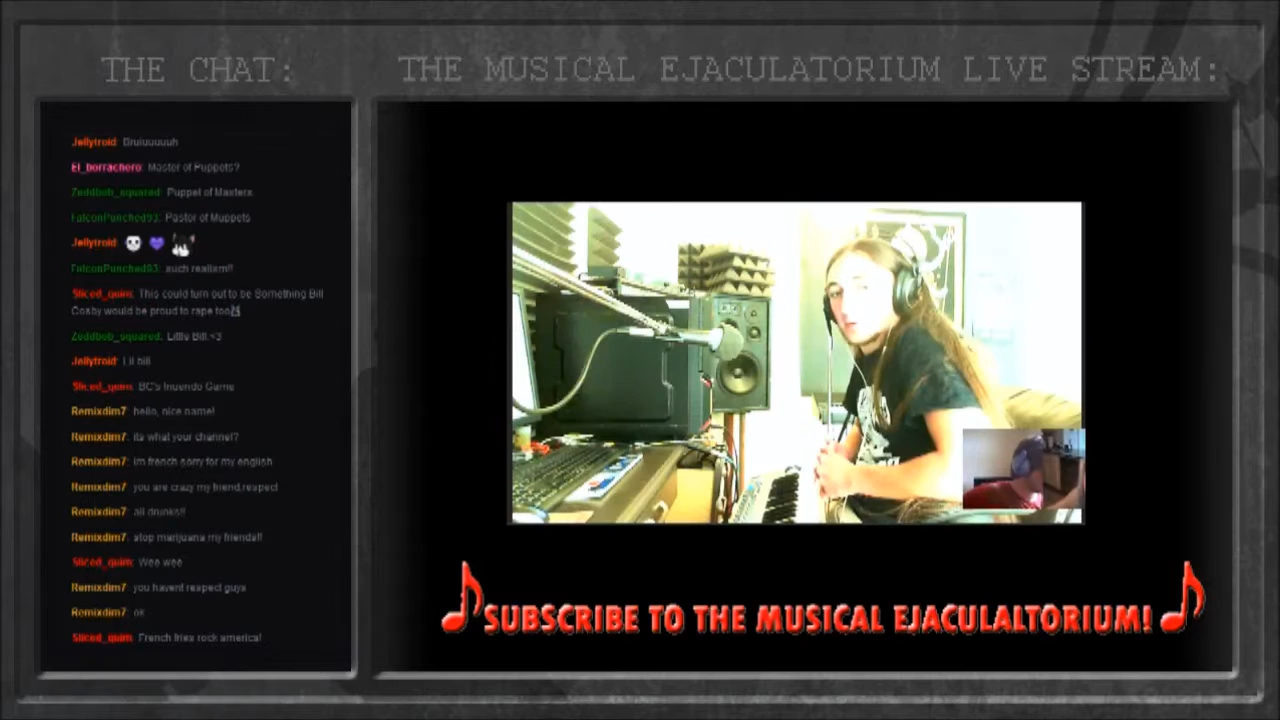 THE CHAT:
THE MUSICAL EJACULATORIUM LIVE STREAM:
Jellytroid: Bruiuuuuuh
El_borrachero: Master of Puppets?
Zeddbob_squared: Puppet of Masters
FalconPunched93: Pastor of Muppets
Jellytroid:
FalconPunched93: such realism!!
Sliced_quim: This could turn out to be Something Bill
Cosby would be proud to rape too
Zeddbob_squared: Little Bill <3
Jellytroid: Lil bill
Sliced_quim: BC's Inuendo Game
Remixdim7: hello, nice name!
Remixdim7: its what your channel?
Remixdim7: im french sorry for my english
Remixdim7: you are crazy my friend,respect
Remixdim7: all drunks!!
Remixdim7: stop marijuana my friends!!
Sliced_quim: Wee wee
Remixdim7: you havent respect guys
Remixdim7: ok
Sliced_quim: French fries rock america!
SUBSCRIBE TO THE MUSICAL EJACULALTORIUM!